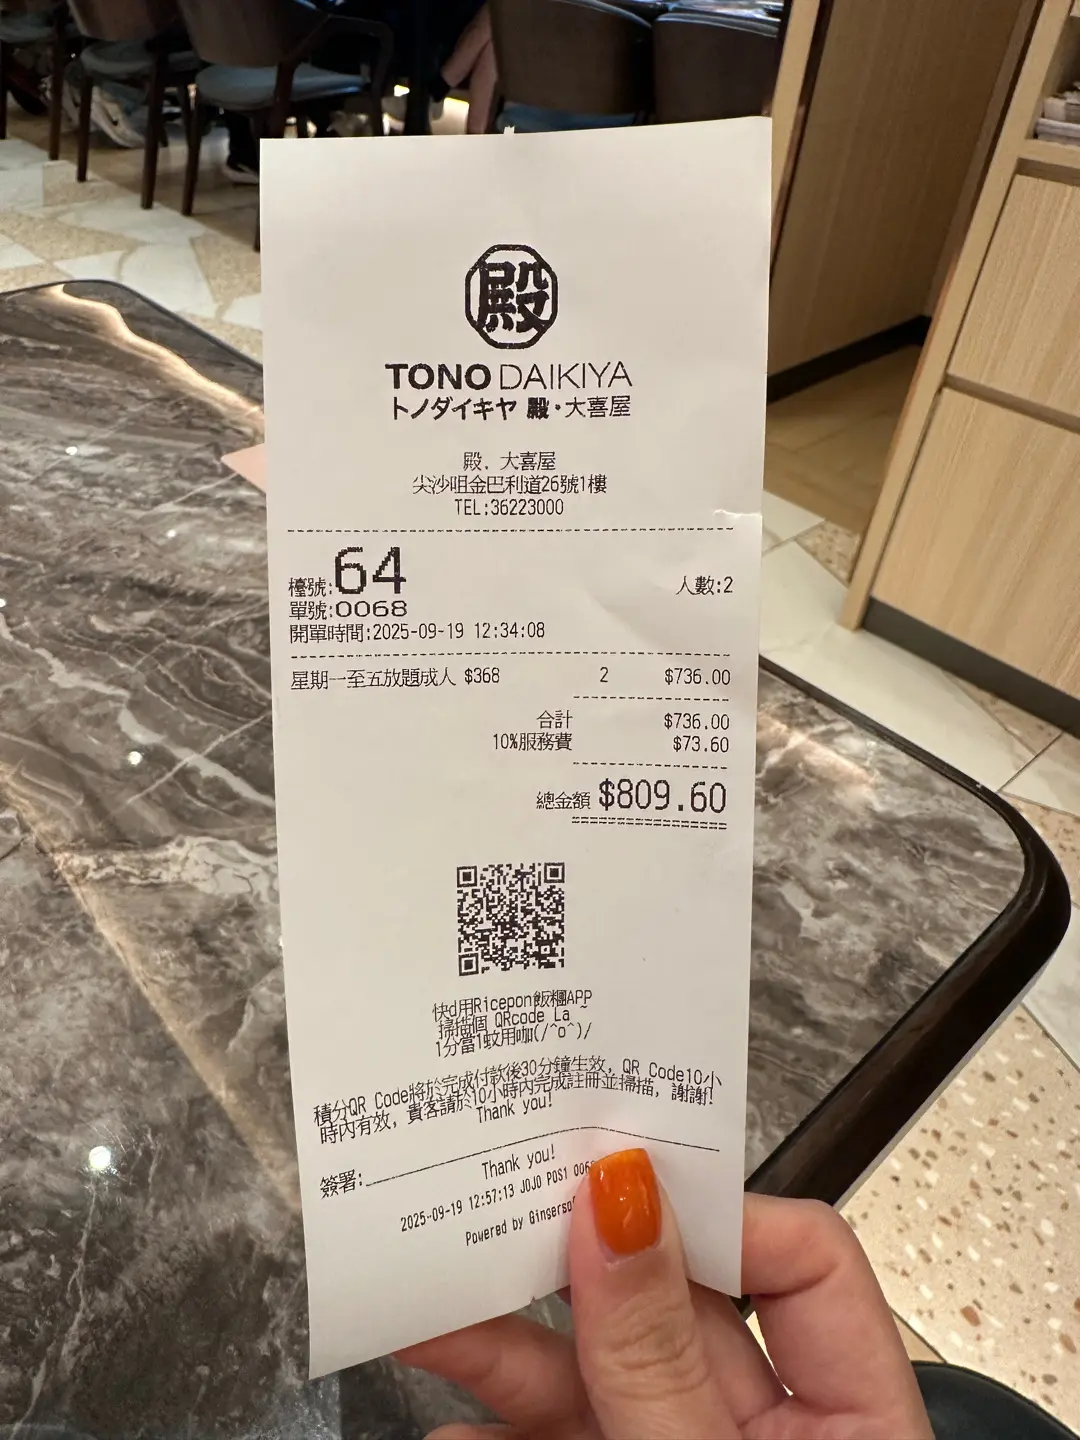 殿
TONO DAIKIYA
トノダイキヤ 殿・大喜屋
殿．大喜屋
尖沙咀金巴利道26號1樓
TEL:36223000
檯號:64 人數:2
單號:0068
開單時間:2025-09-19 12:34:08
星期一至五放題成人 $368 2 $736.00
合計 $736.00
10%服務費 $73.60
總金額 $809.60
快d用Ricepon飯糰APP
掃描個 QRcode La ~
1分當1蚊用咖(/^o^)/
積分QR Code將於完成付款後30分鐘生效, QR Code10小
時內有效, 貴客請於10小時內完成註冊並掃描, 謝謝!
Thank you!
簽署:
Thank you!
2025-09-19 12:57:13 JOJO POS1
Powered by